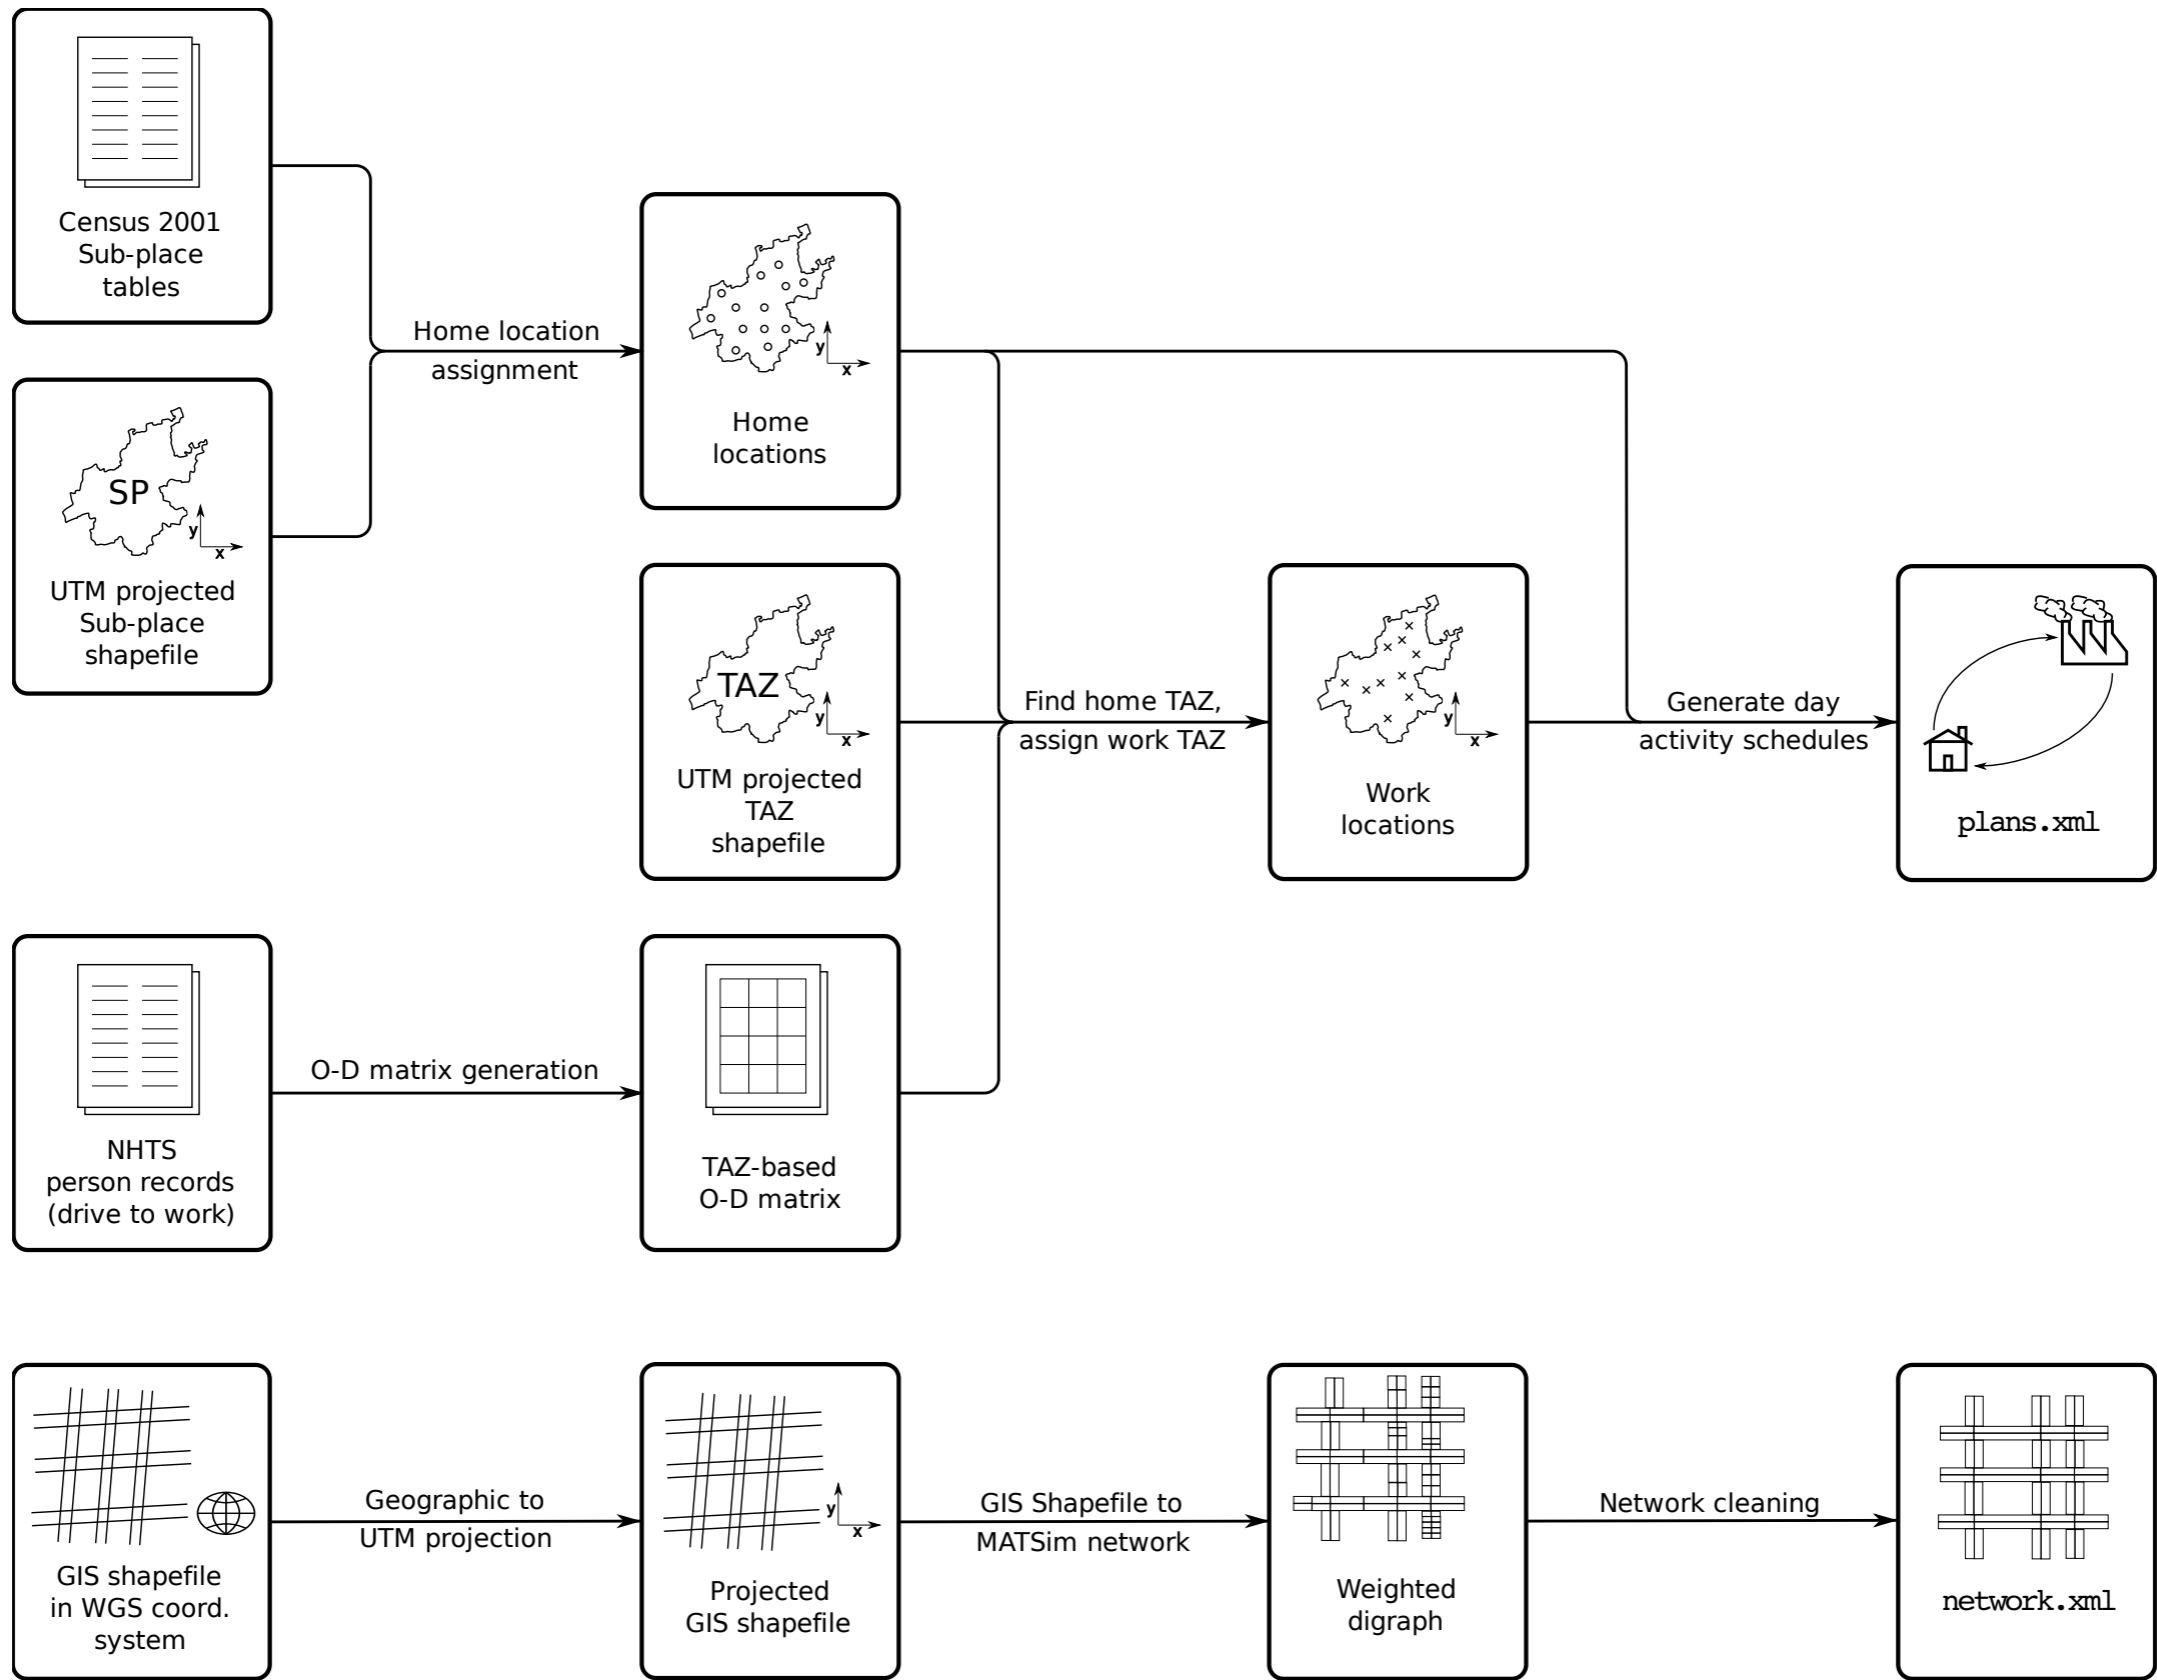 Census 2001
Sub-place
tables
Home location
assignment
y
x
Home
locations
SP
y
x
UTM projected
Sub-place
shapefile
TAZ
y
x
UTM projected
TAZ
shapefile
Find home TAZ,
assign work TAZ
y
x
Work
locations
Generate day
activity schedules
plans.xml
NHTS
person records
(drive to work)
O-D matrix generation
TAZ-based
O-D matrix
GIS shapefile
in WGS coord.
system
Geographic to
UTM projection
y
x
Projected
GIS shapefile
GIS Shapefile to
MATSim network
Weighted
digraph
Network cleaning
network.xml